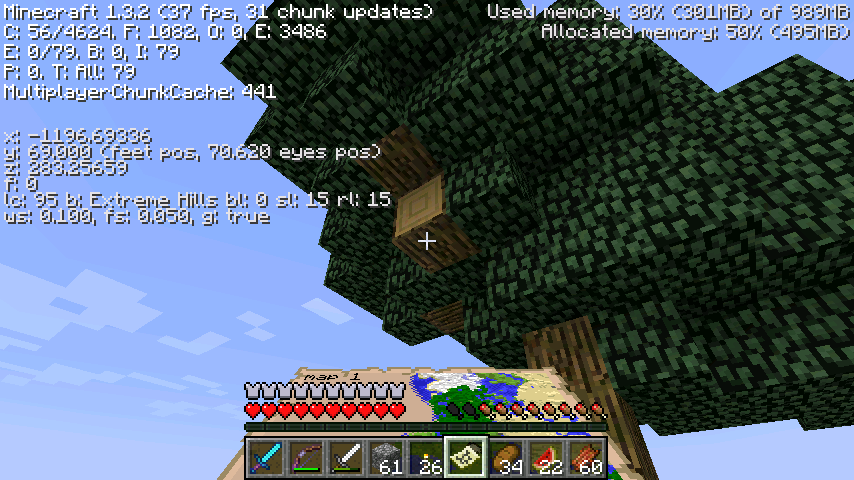 Minecraft 1.3.2 (37 fps, 31 chunk updates)
Used memory: 30% (301MB) of 989MB
C: 56/4624. F: 1082, O: 0, E: 3486
Allocated memory: 50% (495MB)
E: 0/79. B: 0, I: 79
P: 0. T: All: 79
MultiplayerChunkCache: 441
x: -1196.69336
y: 69.000 (feet pos, 70.620 eyes pos)
z: 283.25659
f: 0
lc: 95 b: Extreme Hills bl: 0 sl: 15 rl: 15
ws: 0.100, fs: 0.050, g: true
map_1
61 26 34 22 60